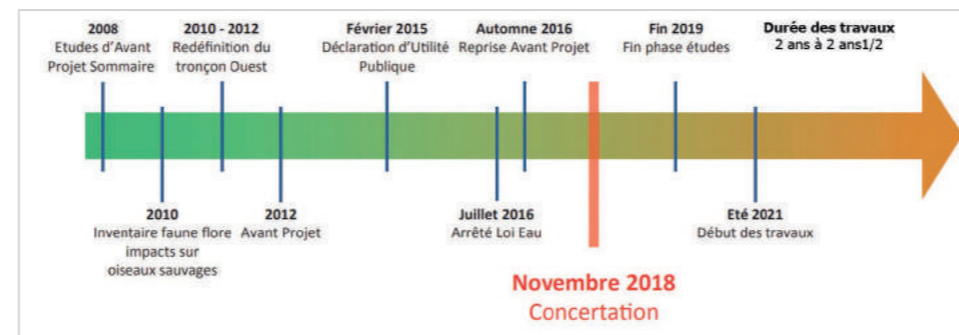 2008
Etudes d'Avant
Projet Sommaire
2010 - 2012
Redéfinition du
tronçon Ouest
Février 2015
Déclaration d'Utilité
Publique
Automne 2016
Reprise Avant Projet
Fin 2019
Fin phase études
Durée des travaux
2 ans à 2 ans1/2
2010
Inventaire faune flore
impacts sur
oiseaux sauvages
2012
Avant Projet
Juillet 2016
Arrêté Loi Eau
Novembre 2018
Concertation
Eté 2021
Début des travaux